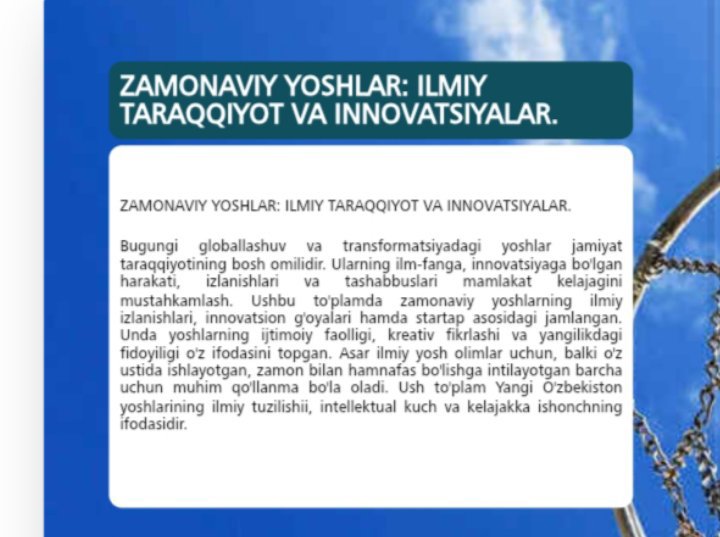 ZAMONAVIY YOSHLAR: ILMIY
TARAQQIYOT VA INNOVATSIYALAR.
ZAMONAVIY YOSHLAR: ILMIY TARAQQIYOT VA INNOVATSIYALAR.
Bugungi globallashuv va transformatsiyadagi yoshlar jamiyat
taraqqiyotining bosh omilidir. Ularning ilm-fanga, innovatsiyaga bo'lgan
harakati, izlanishlari va tashabbuslari mamlakat kelajagini
mustahkamlash. Ushbu to'plamda zamonaviy yoshlarning ilmiy
izlanishlari, innovatsion g'oyalari hamda startap asosidagi jamlangan.
Unda yoshlarning ijtimoiy faolligi, kreativ fikrlashi va yangilikdagi
fidoyiligi o'z ifodasini topgan. Asar ilmiy yosh olimlar uchun, balki o'z
ustida ishlayotgan, zamon bilan hamnafas bo'lishga intilayotgan barcha
uchun muhim qo'llanma bo'la oladi. Ush to'plam Yangi O'zbekiston
yoshlarining ilmiy tuzilishii, intellektual kuch va kelajakka ishonchning
ifodasidir.